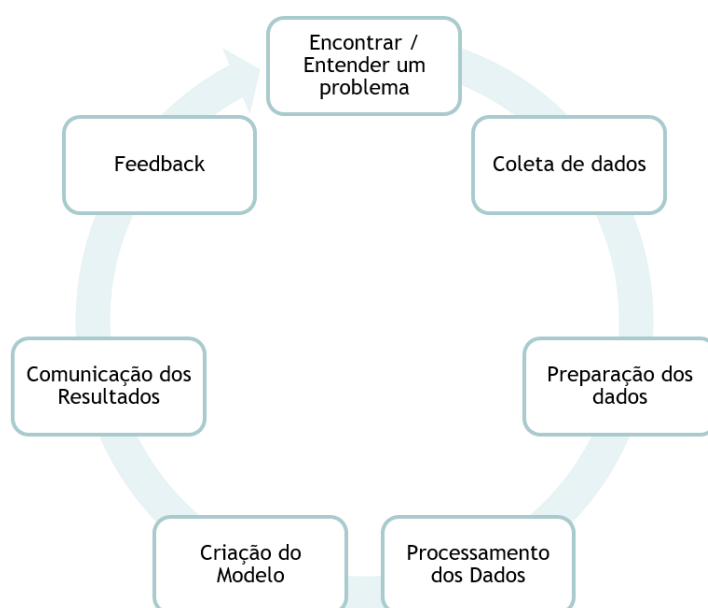 Encontrar /
Entender um
problema
Coleta de dados
Preparação dos
dados
Processamento
dos Dados
Criação do
Modelo
Comunicação dos
Resultados
Feedback